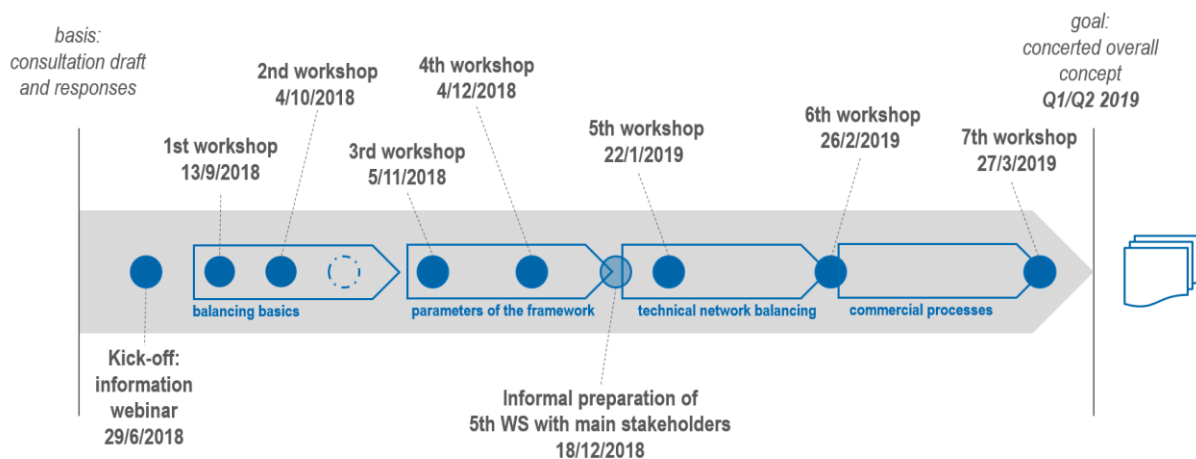 basis:
consultation draft
and responses
goal:
concerted overall
concept
Q1/Q2 2019
1st workshop
13/9/2018
2nd workshop
4/10/2018
3rd workshop
5/11/2018
4th workshop
4/12/2018
5th workshop
22/1/2019
6th workshop
26/2/2019
7th workshop
27/3/2019
balancing basics
parameters of the framework
technical network balancing
commercial processes
Kick-off:
information
webinar
29/6/2018
Informal preparation of
5th WS with main stakeholders
18/12/2018